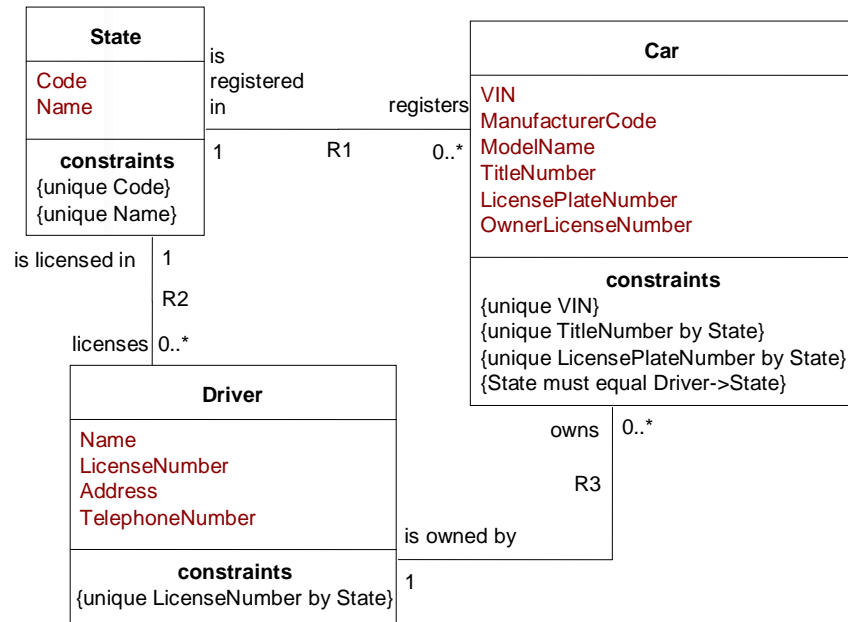 State
Code
Name
constraints
{unique Code}
{unique Name}
is
registered
in
1
R1
registers
0..*
Car
VIN
ManufacturerCode
ModelName
TitleNumber
LicensePlateNumber
OwnerLicenseNumber
constraints
{unique VIN}
{unique TitleNumber by State}
{unique LicensePlateNumber by State}
{State must equal Driver->State}
is licensed in
1
R2
licenses
0..*
Driver
Name
LicenseNumber
Address
TelephoneNumber
constraints
{unique LicenseNumber by State}
owns
0..*
R3
is owned by
1